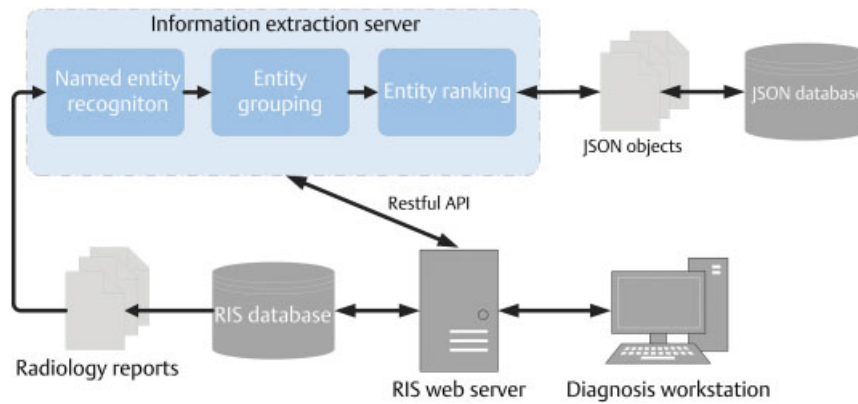 Information extraction server
Named entity
recogniton
Entity
grouping
Entity ranking
JSON objects
JSON database
Restful API
Radiology reports
RIS database
RIS web server
Diagnosis workstation